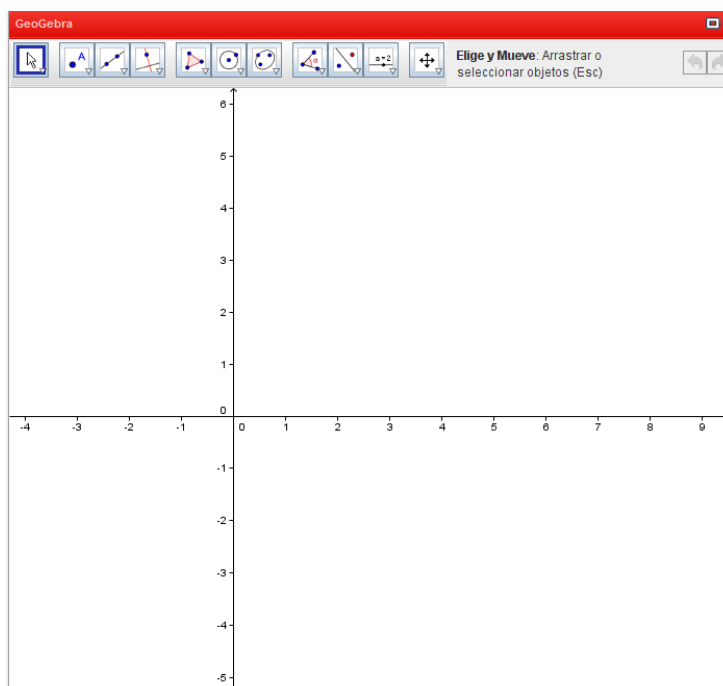 GeoGebra
A
α
a=2
Elige y Mueve: Arrastrar o
seleccionar objetos (Esc)
6
5
4
3
2
1
0
-4 -3 -2 -1 0 1 2 3 4 5 6 7 8 9
-1
-2
-3
-4
-5